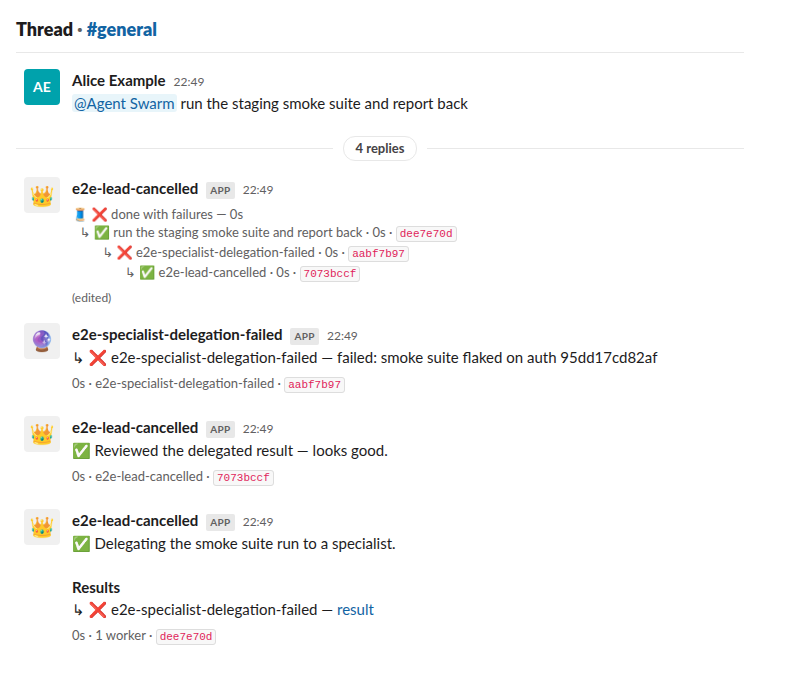 Thread · #general
AE
Alice Example 22:49
@Agent Swarm run the staging smoke suite and report back
4 replies
e2e-lead-cancelled APP 22:49
🧵 ❌ done with failures — 0s
↳ ✅ run the staging smoke suite and report back · 0s · dee7e70d
↳ ❌ e2e-specialist-delegation-failed · 0s · aabf7b97
↳ ✅ e2e-lead-cancelled · 0s · 7073bccf
(edited)
e2e-specialist-delegation-failed APP 22:49
↳ ❌ e2e-specialist-delegation-failed — failed: smoke suite flaked on auth 95dd17cd82af
0s · e2e-specialist-delegation-failed · aabf7b97
e2e-lead-cancelled APP 22:49
✅ Reviewed the delegated result — looks good.
0s · e2e-lead-cancelled · 7073bccf
e2e-lead-cancelled APP 22:49
✅ Delegating the smoke suite run to a specialist.
Results
↳ ❌ e2e-specialist-delegation-failed — result
0s · 1 worker · dee7e70d